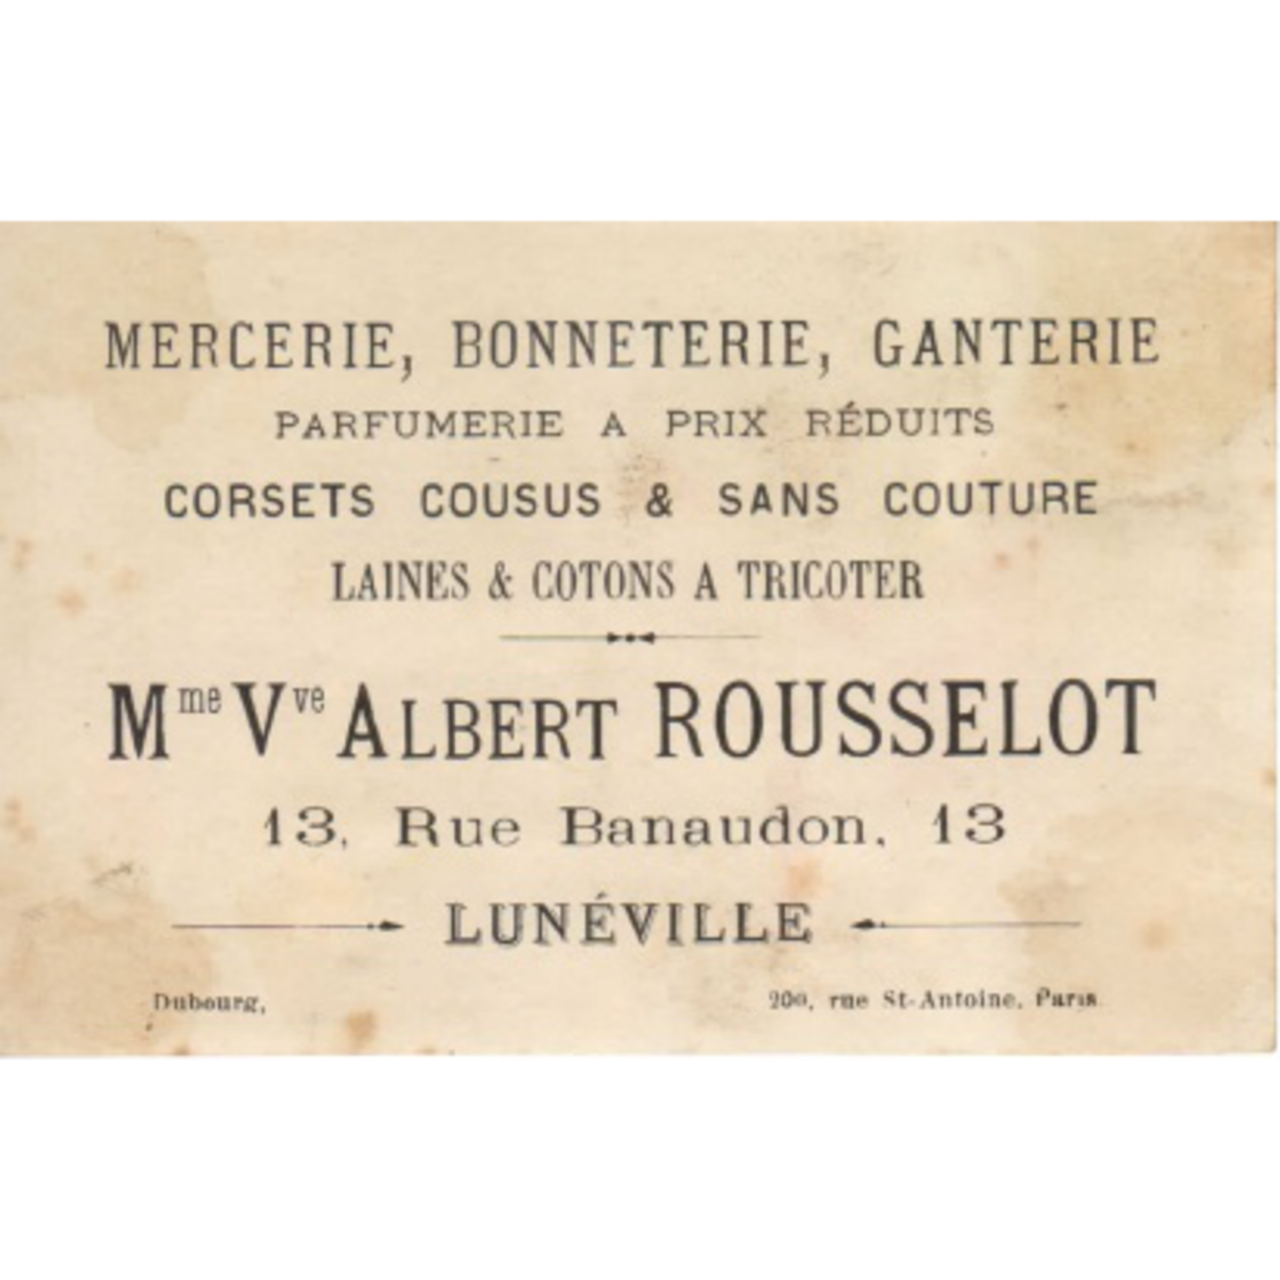 MERCERIE, BONNETERIE, GANTERIE
PARFUMERIE A PRIX RÉDUITS
CORSETS COUSUS & SANS COUTURE
LAINES & COTONS A TRICOTER
Mme Vve ALBERT ROUSSELOT
13, Rue Banaudon, 13
LUNÉVILLE
Dubourg, 200, rue St-Antoine, Paris